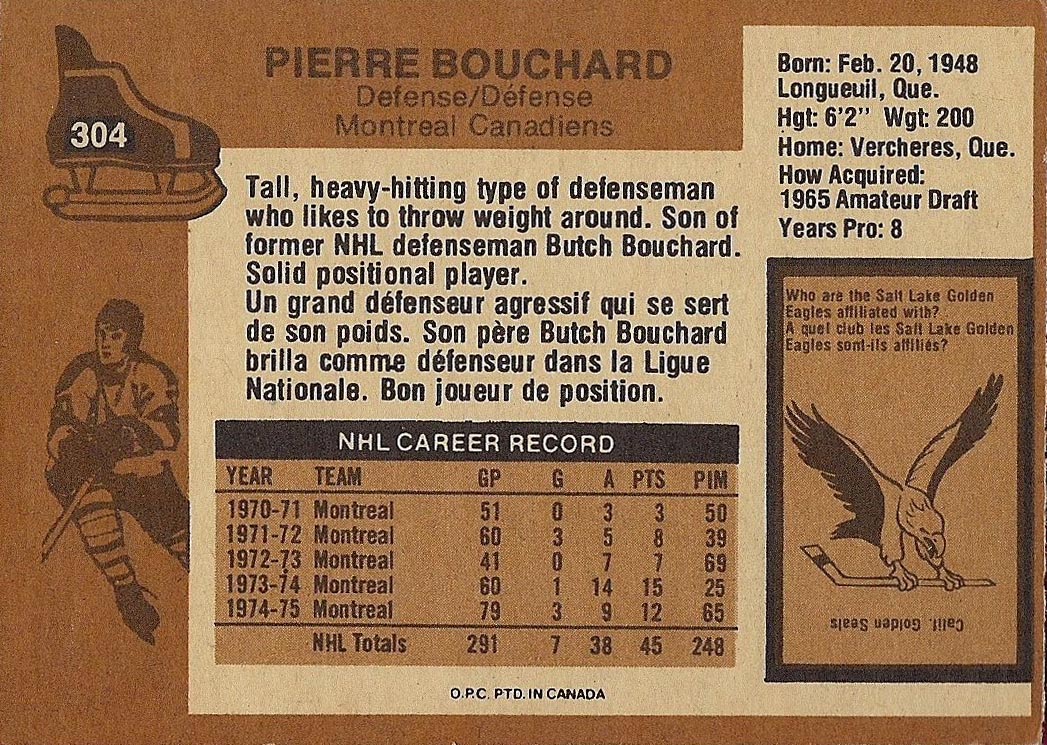 304
PIERRE BOUCHARD
Defense/Défense
Montreal Canadiens
Born: Feb. 20, 1948
Longueuil, Que.
Hgt: 6'2" Wgt: 200
Home: Vercheres, Que.
How Acquired:
1965 Amateur Draft
Years Pro: 8
Tall, heavy-hitting type of defenseman
who likes to throw weight around. Son of
former NHL defenseman Butch Bouchard.
Solid positional player.
Un grand défenseur agressif qui se sert
de son poids. Son père Butch Bouchard
brilla comme défenseur dans la Ligue
Nationale. Bon joueur de position.
Who are the Salt Lake Golden
Eagles affiliated with?
A quel club les Salt Lake Golden
Eagles sont-ils affiliés?
Calif. Golden Seals
NHL CAREER RECORD
YEAR TEAM GP G A PTS PIM
1970-71 Montreal 51 0 3 3 50
1971-72 Montreal 60 3 5 8 39
1972-73 Montreal 41 0 7 7 69
1973-74 Montreal 60 1 14 15 25
1974-75 Montreal 79 3 9 12 65
NHL Totals 291 7 38 45 248
O.P.C. PTD. IN CANADA